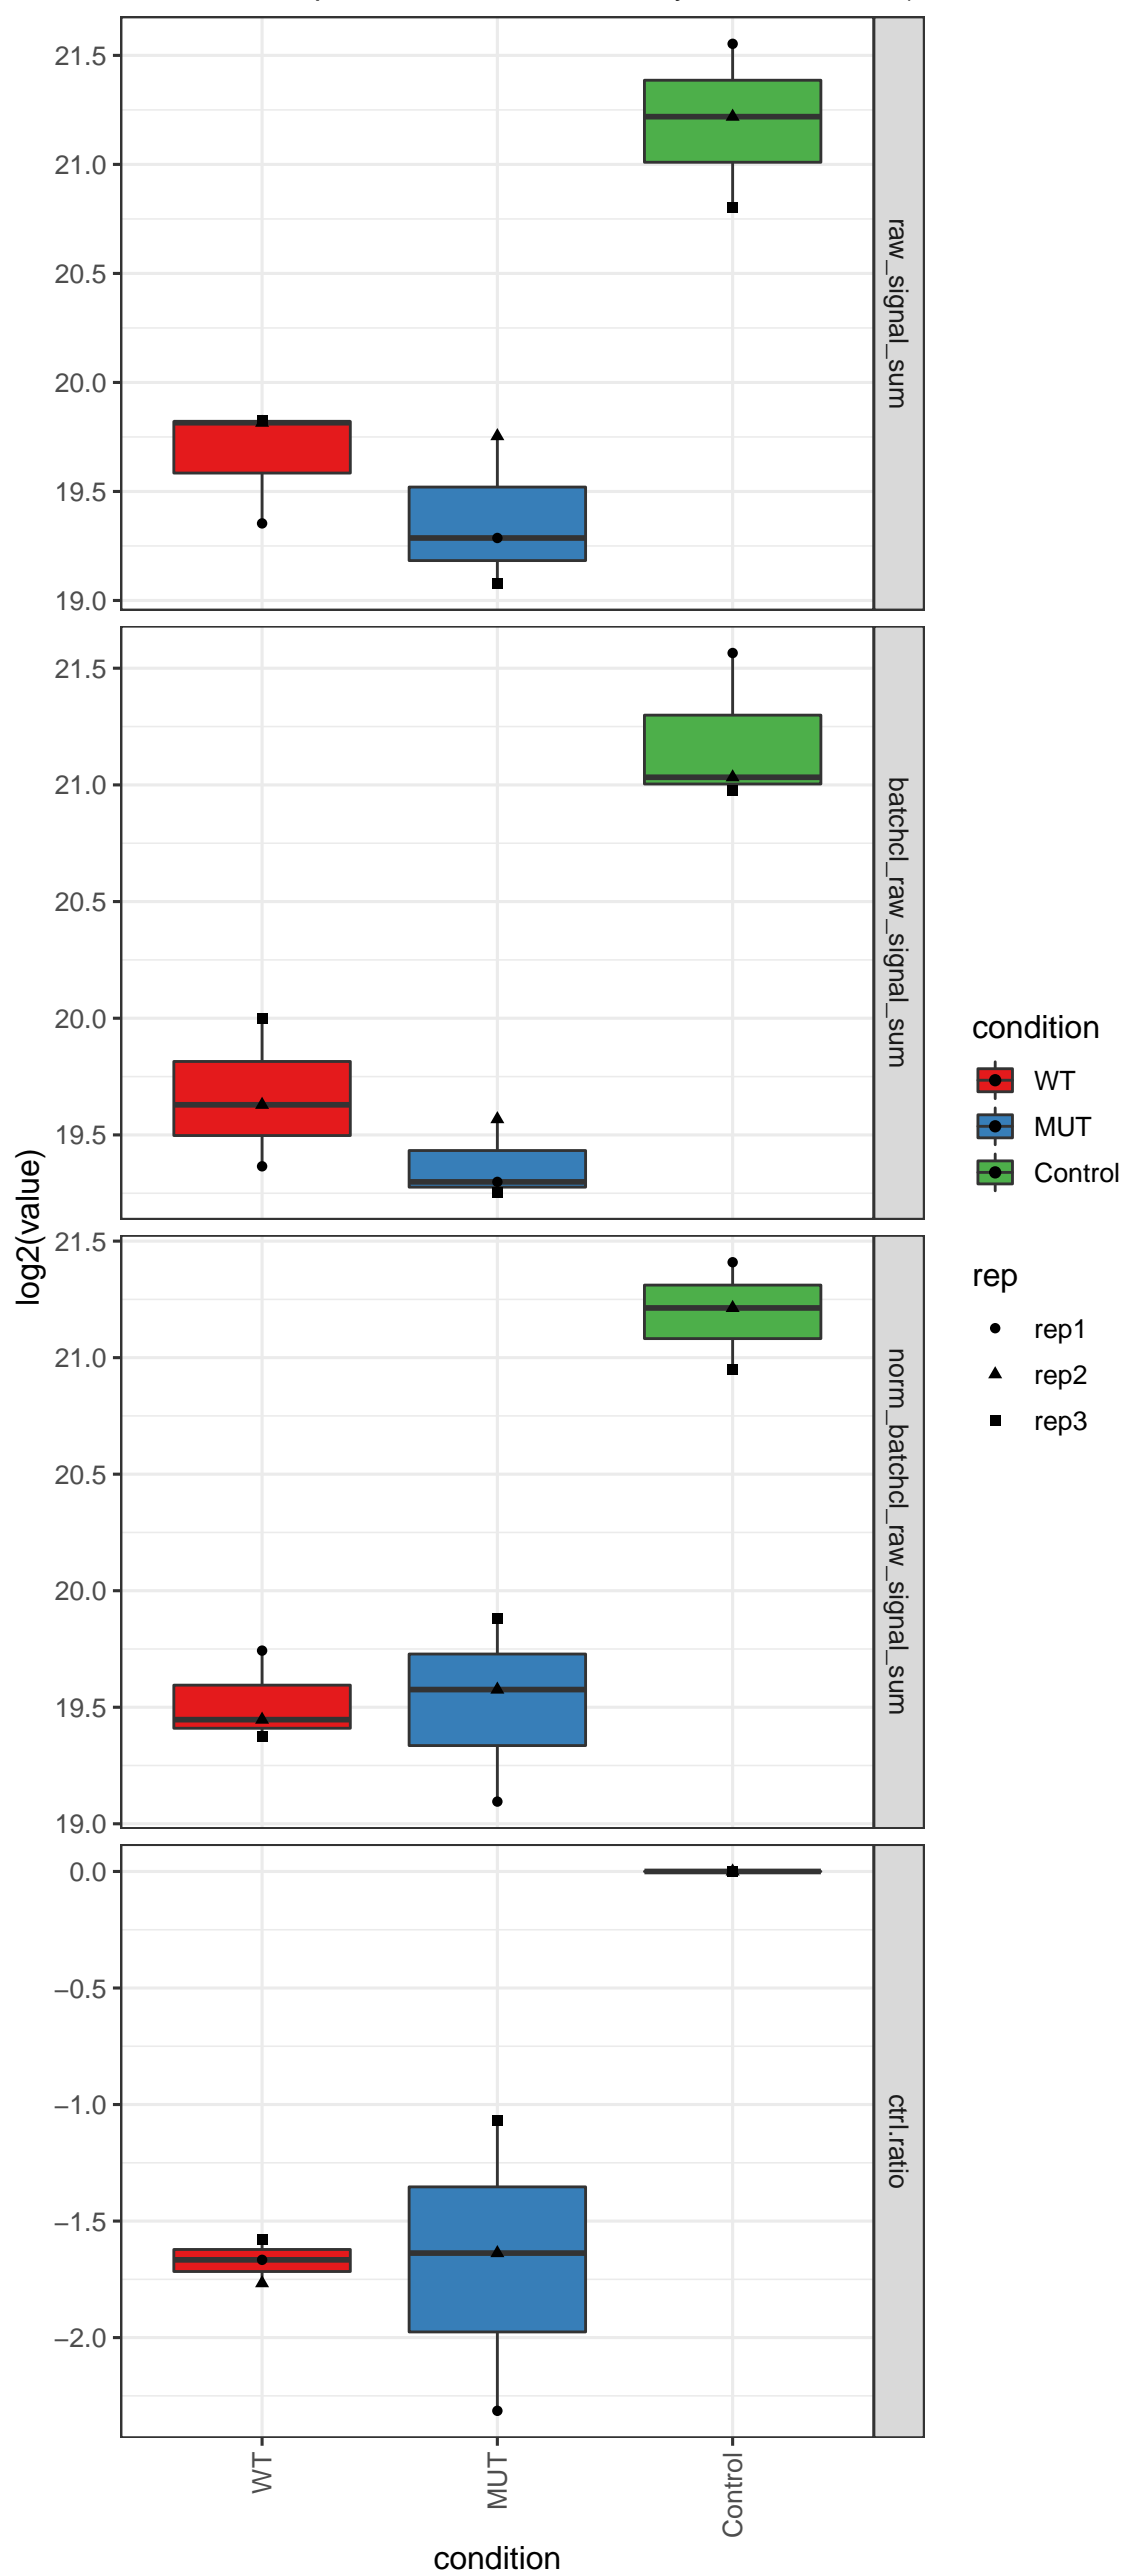 21.5
21.0
20.5
20.0
19.5
19.0
raw_signal_sum
21.5
21.0
20.5
20.0
19.5
batchcl_raw_signal_sum
21.5
21.0
20.5
20.0
19.5
19.0
norm_batchcl_raw_signal_sum
0.0
−0.5
−1.0
−1.5
−2.0
ctrl.ratio
log2(value)
WT
MUT
Control
condition
condition
WT
MUT
Control
rep
rep1
rep2
rep3